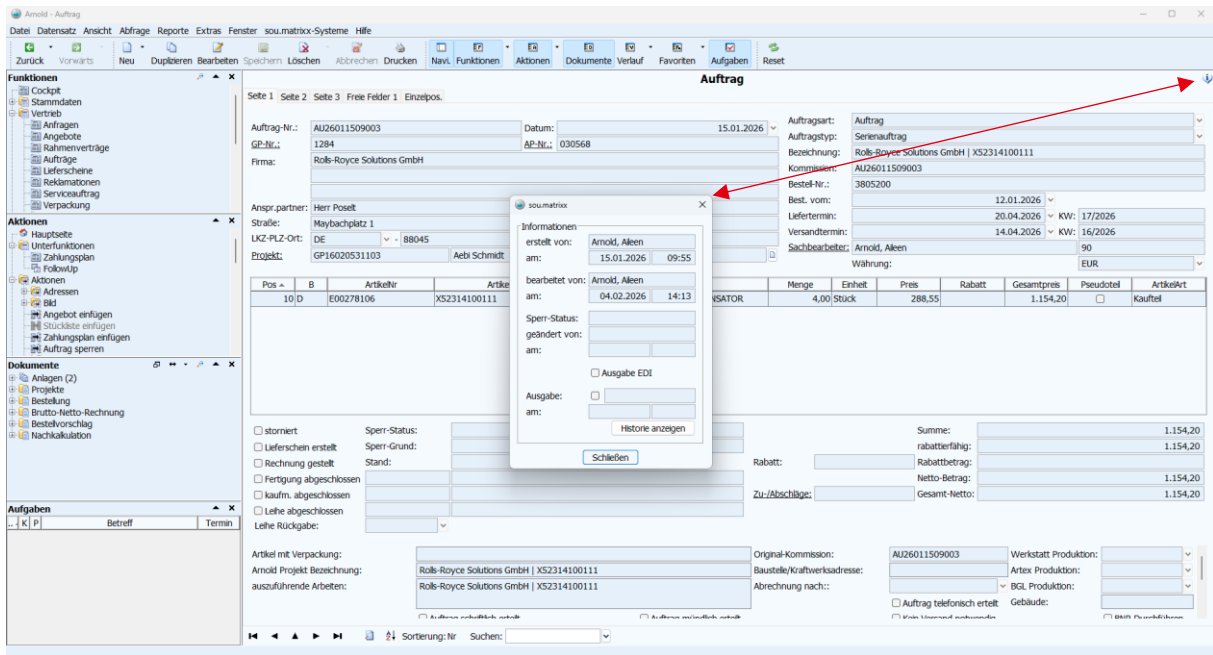 Arnold - Auftrag
Datei Datensatz Ansicht Abfrage Reporte Extras Fenster sou.matrixx-Systeme Hilfe
Zurück Vorwärts Neu Duplizieren Bearbeiten Speichern Löschen Abbrechen Drucken Navi. Funktionen Aktionen Dokumente Verlauf Favoriten Aufgaben Reset
Funktionen
Cockpit
Stammdaten
Vertrieb
Anfragen
Angebote
Rahmenverträge
Aufträge
Lieferscheine
Reklamationen
Serviceauftrag
Verpackung
Aktionen
Hauptseite
Unterfunktionen
Zahlungsplan
FollowUp
Aktionen
Adressen
Bild
Angebot einfügen
Stückliste einfügen
Zahlungsplan einfügen
Auftrag sperren
Dokumente
Anlagen (2)
Projekte
Bestellung
Brutto-Netto-Rechnung
Bestellvorschlag
Nachkalkulation
Aufgaben
.. K P Betreff Termin
Auftrag
Seite 1 Seite 2 Seite 3 Freie Felder 1 Einzelpos.
Auftrag-Nr.: AU26011509003 Datum: 15.01.2026
GP-Nr.: 1284 AP-Nr.: 030568
Firma: Rolls-Royce Solutions GmbH
Anspr.partner: Herr Poselt
Straße: Maybachplatz 1
LKZ-PLZ-Ort: DE - 88045
Projekt: GP16020531103 Aebi Schmidt
Auftragsart: Auftrag
Auftragstyp: Serienauftrag
Bezeichnung: Rolls-Royce Solutions GmbH | X52314100111
Kommission: AU26011509003
Bestell-Nr.: 3805200
Best. vom: 12.01.2026
Liefertermin: 20.04.2026 KW: 17/2026
Versandtermin: 14.04.2026 KW: 16/2026
Sachbearbeiter: Arnold, Aileen 90
Währung: EUR
Pos B ArtikelNr Artike Menge Einheit Preis Rabatt Gesamtpreis Pseudoteil ArtikelArt
10 D E00278106 X52314100111 NSATOR 4,00 Stück 288,55 1.154,20 Kaufteil
sou.matrixx
Informationen
erstellt von: Arnold, Aileen
am: 15.01.2026 09:55
bearbeitet von: Arnold, Aileen
am: 04.02.2026 14:13
Sperr-Status:
geändert von:
am:
Ausgabe EDI
Ausgabe:
am:
Historie anzeigen
Schließen
storniert Sperr-Status:
Lieferschein erstellt Sperr-Grund:
Rechnung gestellt Stand:
Fertigung abgeschlossen
kaufm. abgeschlossen
Leihe abgeschlossen
Leihe Rückgabe:
Rabatt:
Zu-/Abschläge:
Summe: 1.154,20
rabattierfähig: 1.154,20
Rabattbetrag:
Netto-Betrag: 1.154,20
Gesamt-Netto: 1.154,20
Artikel mit Verpackung:
Arnold Projekt Bezeichnung: Rolls-Royce Solutions GmbH | X52314100111
auszuführende Arbeiten: Rolls-Royce Solutions GmbH | X52314100111
Auftrag schriftlich erteilt Auftrag mündlich erteilt
Original-Kommission: AU26011509003 Werkstatt Produktion:
Baustelle/Kraftwerksadresse: Artex Produktion:
Abrechnung nach:: BGL Produktion:
Auftrag telefonisch erteilt Gebäude:
Kein Versand notwendig
Sortierung: Nr Suchen: